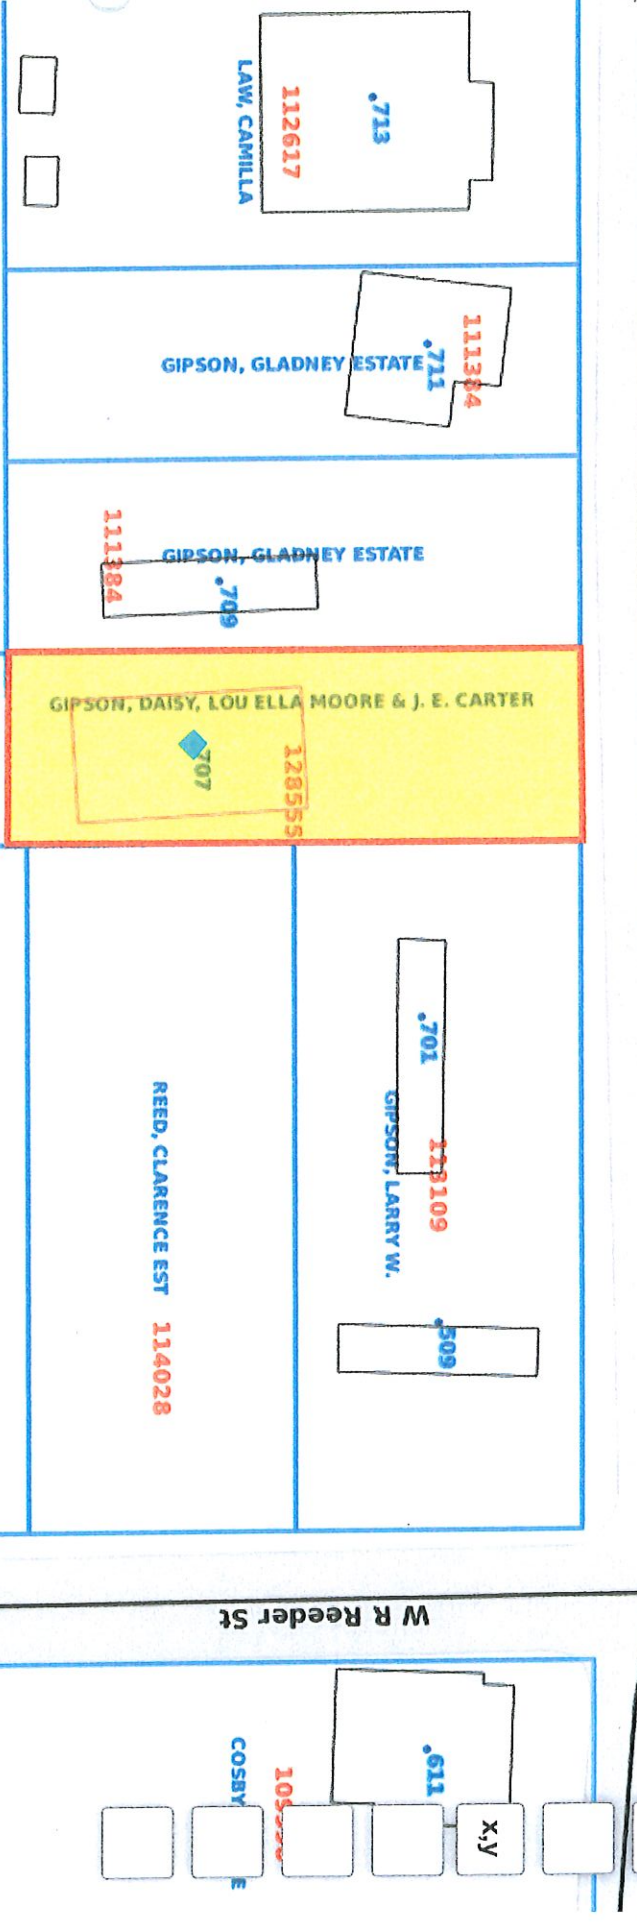 .713
112617
LAW, CAMILLA
111384
.711
GIPSON, GLADNEY ESTATE
111384
GIPSON, GLADNEY ESTATE
.709
GIPSON, DAISY, LOU ELLA MOORE & J. E. CARTER
707
128555
.701
GIPSON, LARRY W.
113109
REED, CLARENCE EST 114028
.509
W R Reeder St
.611
COSBY
x,y